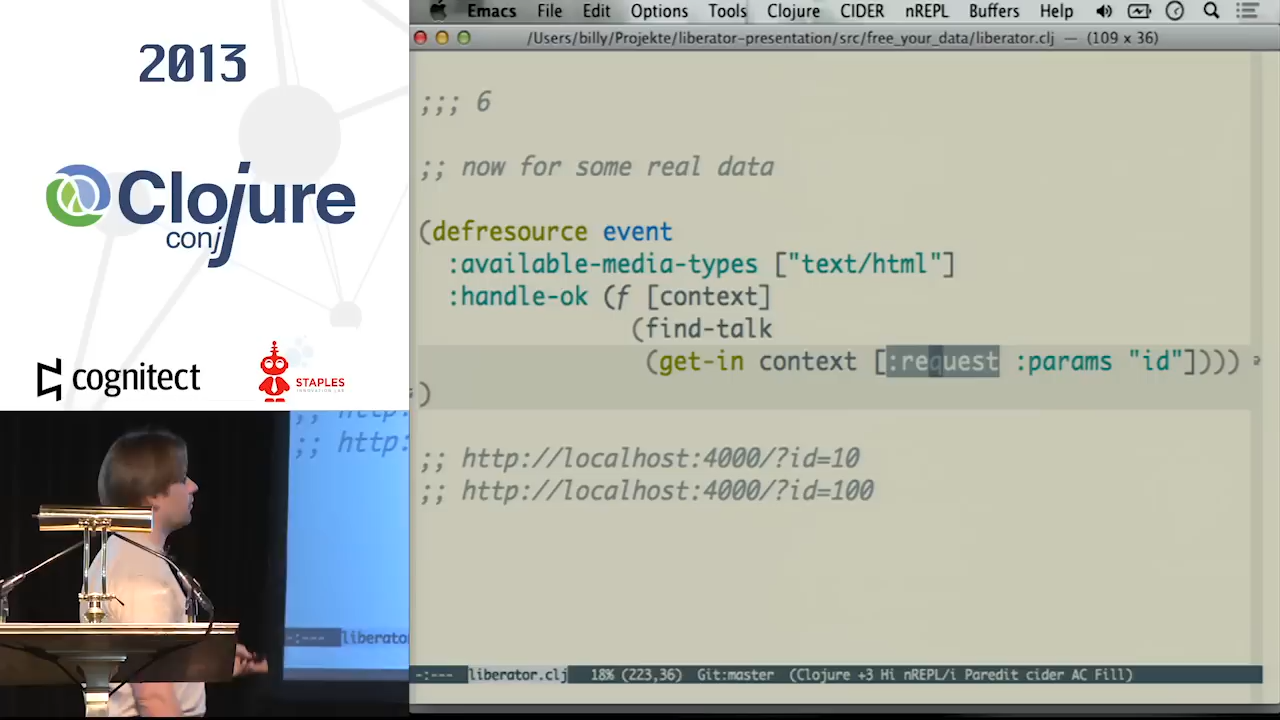 2013
Clojure
conj
cognitect
STAPLES
INNOVATION LAB
Emacs File Edit Options Tools Clojure CIDER nREPL Buffers Help
/Users/billy/Projekte/liberator-presentation/src/free_your_data/liberator.clj — (109 x 36)
;;; 6
;; now for some real data
(defresource event
:available-media-types ["text/html"]
:handle-ok (ƒ [context]
(find-talk
(get-in context [:request :params "id"])))
)
;; http://localhost:4000/?id=10
;; http://localhost:4000/?id=100
-:--- liberator.clj 18% (223,36) Git:master (Clojure +3 Hi nREPL/i Paredit cider AC Fill)
;; http:
;; http:
-:--- liberator